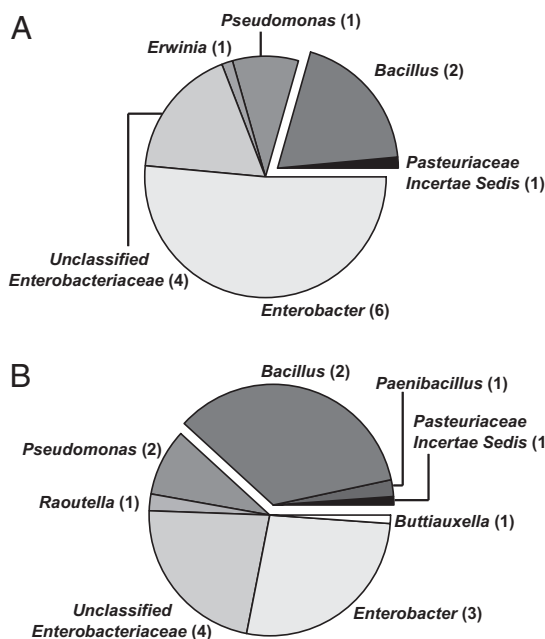 A
Pseudomonas (1)
Erwinia (1)
Bacillus (2)
Pasteuriaceae
Incertae Sedis (1)
Unclassified
Enterobacteriaceae (4)
Enterobacter (6)
B
Bacillus (2)
Paenibacillus (1)
Pasteuriaceae
Incertae Sedis (1
Pseudomonas (2)
Raoutella (1)
Buttiauxella (1)
Unclassified
Enterobacteriaceae (4)
Enterobacter (3)